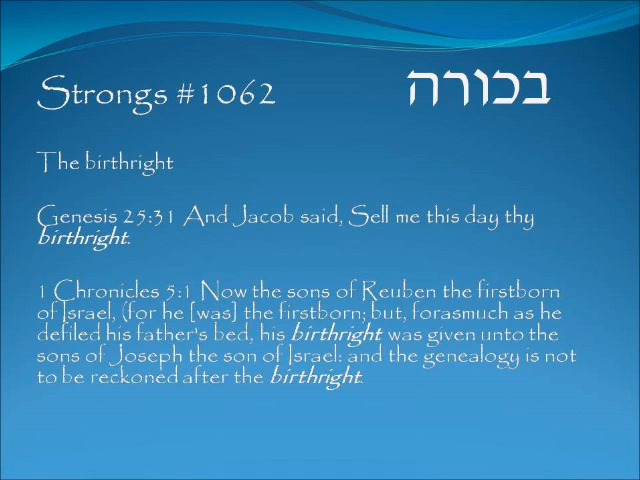 Strongs #1062 בכורה
The birthright
Genesis 25:31 And Jacob said, Sell me this day thy
birthright.
1 Chronicles 5:1 Now the sons of Reuben the firstborn
of Israel, (for he [was] the firstborn; but, forasmuch as he
defiled his father's bed, his birthright was given unto the
sons of Joseph the son of Israel: and the genealogy is not
to be reckoned after the birthright.